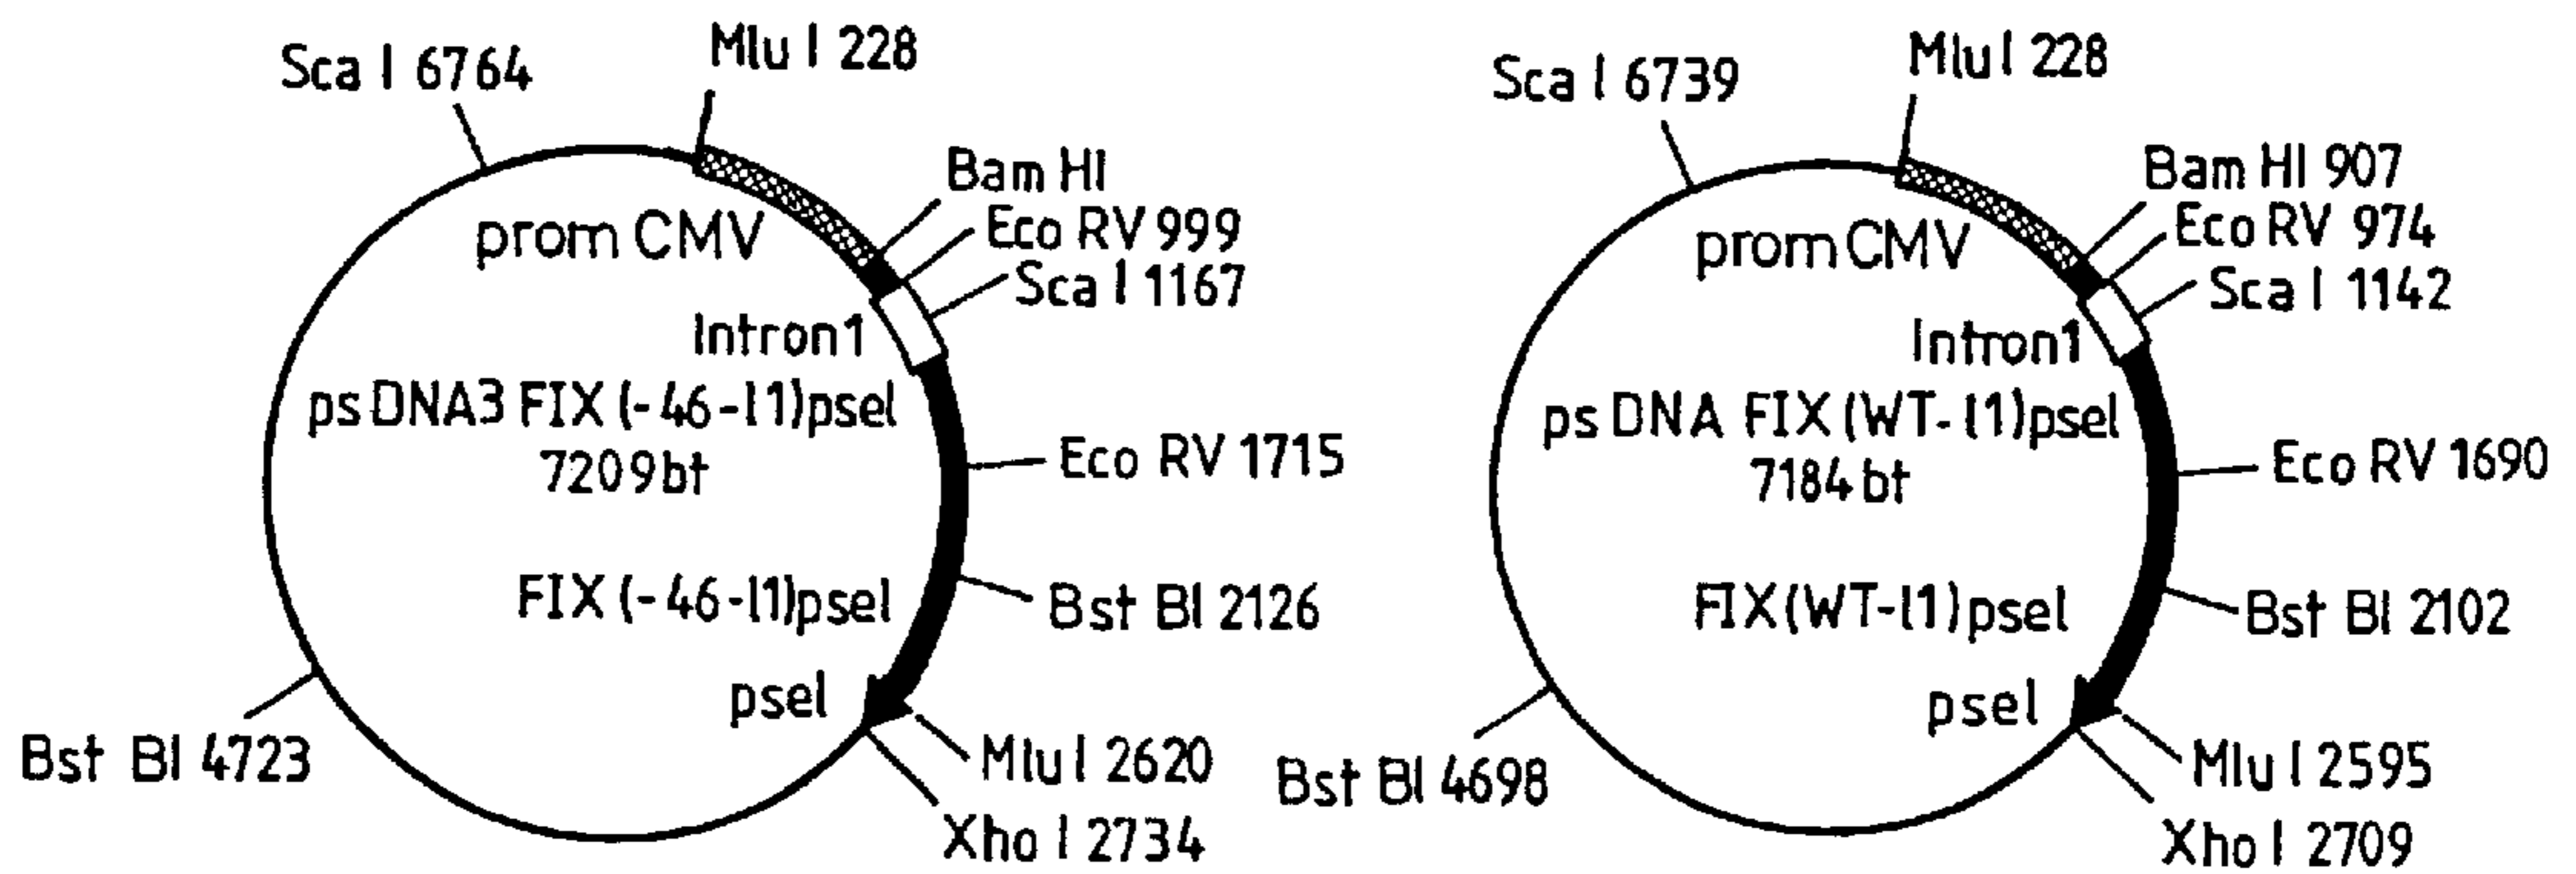 Sca I 6764
Mlu I 228
Bam HI
Eco RV 999
Sca I 1167
prom CMV
Intron1
ps DNA3 FIX (-46-I1)psel
7209bt
Eco RV 1715
FIX (-46-I1)psel
Bst BI 2126
psel
Bst BI 4723
Mlu I 2620
Xho I 2734
Sca I 6739
Mlu I 228
Bam HI 907
Eco RV 974
Sca I 1142
prom CMV
Intron1
ps DNA FIX (WT-I1)psel
7184 bt
Eco RV 1690
FIX(WT-I1)psel
Bst BI 2102
psel
Bst BI 4698
Mlu I 2595
Xho I 2709